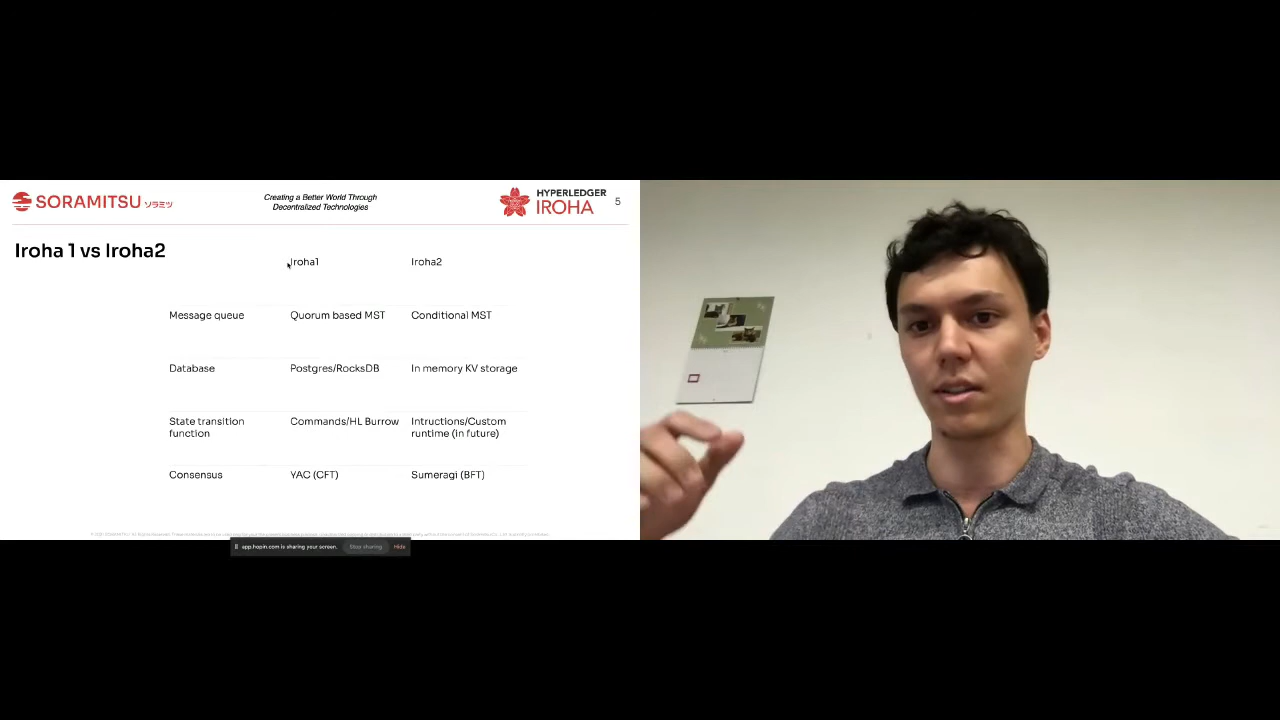 SORAMITSU ソラミツ
Creating a Better World Through
Decentralized Technologies
HYPERLEDGER
IROHA
5
Iroha 1 vs Iroha2
Iroha1 Iroha2
Message queue Quorum based MST Conditional MST
Database Postgres/RocksDB In memory KV storage
State transition function Commands/HL Burrow Intructions/Custom runtime (in future)
Consensus YAC (CFT) Sumeragi (BFT)
app.hopin.com is sharing your screen. Stop sharing Hide